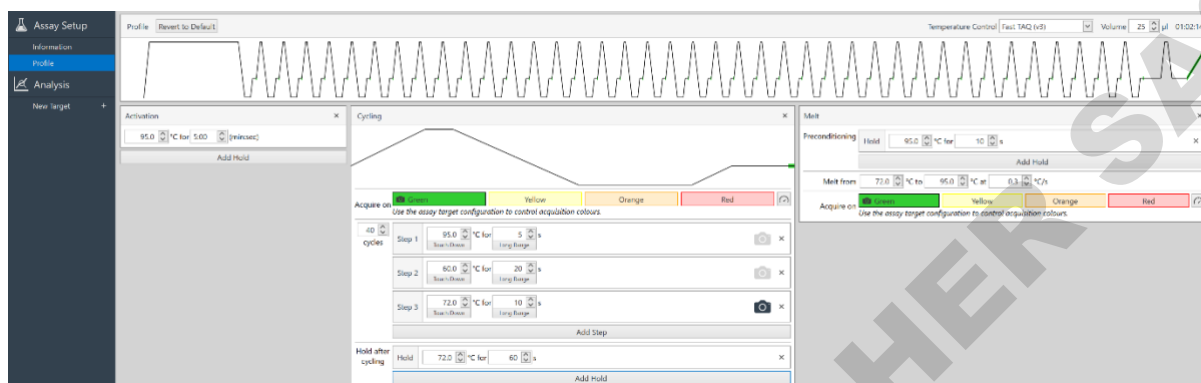 Assay Setup
Information
Profile
Analysis
New Target +
Profile Revert to Default
Temperature Control Fast TAQ (v3) Volume 25 µl 01:02:14
Activation ×
95.0 °C for 5:00 (min:sec)
Add Hold
Cycling ×
Acquire on Green Yellow Orange Red
Use the assay target configuration to control acquisition colours.
40 cycles
Step 1 95.0 °C for 5 s ×
Touch Down Long Range
Step 2 60.0 °C for 20 s ×
Touch Down Long Range
Step 3 72.0 °C for 10 s ×
Touch Down Long Range
Add Step
Hold after cycling Hold 72.0 °C for 60 s ×
Add Hold
Melt ×
Preconditioning Hold 95.0 °C for 10 s ×
Add Hold
Melt from 72.0 °C to 95.0 °C at 0.3 °C/s
Acquire on Green Yellow Orange Red
Use the assay target configuration to control acquisition colours.
HER SA